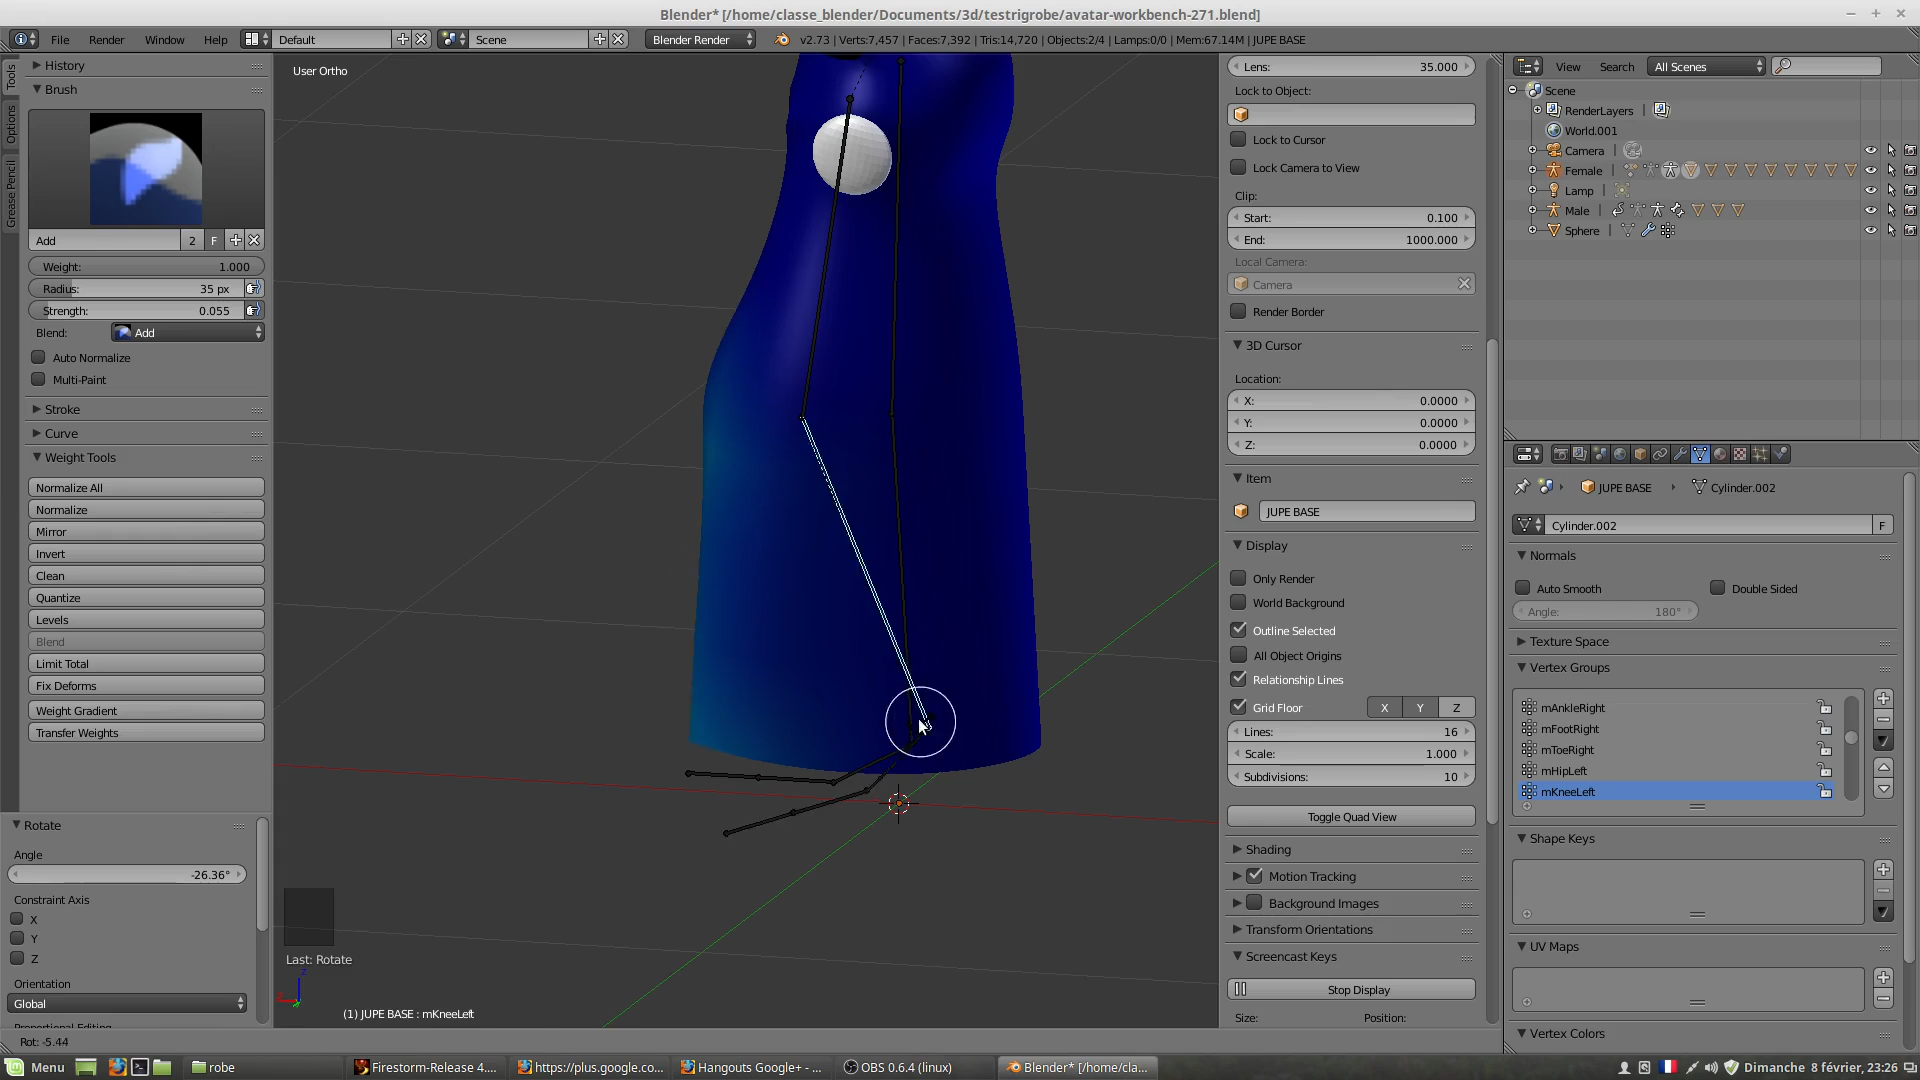 Blender* [/home/classe_blender/Documents/3d/testrigrobe/avatar-workbench-271.blend]
File Render Window Help Default Scene Blender Render v2.73 | Verts:7,457 | Faces:7,392 | Tris:14,720 | Objects:2/4 | Lamps:0/0 | Mem:67.14M | JUPE BASE
Tools
Options
Grease Pencil
History
Brush
Add 2 F
Weight: 1.000
Radius: 35 px
Strength: 0.055
Blend: Add
Auto Normalize
Multi-Paint
Stroke
Curve
Weight Tools
Normalize All
Normalize
Mirror
Invert
Clean
Quantize
Levels
Blend
Limit Total
Fix Deforms
Weight Gradient
Transfer Weights
Rotate
Angle
-26.36°
Constraint Axis
X
Y
Z
Orientation
Global
Proportional Editing
User Ortho
Last: Rotate
z
(1) JUPE BASE : mKneeLeft
Rot: -5.44
Lens: 35.000
Lock to Object:
Lock to Cursor
Lock Camera to View
Clip:
Start: 0.100
End: 1000.000
Local Camera:
Camera
Render Border
3D Cursor
Location:
X: 0.0000
Y: 0.0000
Z: 0.0000
Item
JUPE BASE
Display
Only Render
World Background
Outline Selected
All Object Origins
Relationship Lines
Grid Floor X Y Z
Lines: 16
Scale: 1.000
Subdivisions: 10
Toggle Quad View
Shading
Motion Tracking
Background Images
Transform Orientations
Screencast Keys
Stop Display
Size: Position:
View Search All Scenes
Scene
RenderLayers |
World.001
Camera |
Female |
Lamp |
Male |
Sphere |
JUPE BASE Cylinder.002
Cylinder.002 F
Normals
Auto Smooth Double Sided
Angle: 180°
Texture Space
Vertex Groups
mAnkleRight
mFootRight
mToeRight
mHipLeft
mKneeLeft
Shape Keys
UV Maps
Vertex Colors
Menu robe Firestorm-Release 4.... https://plus.google.co... Hangouts Google+ - ... OBS 0.6.4 (linux) Blender* [/home/cla... Dimanche 8 février, 23:26